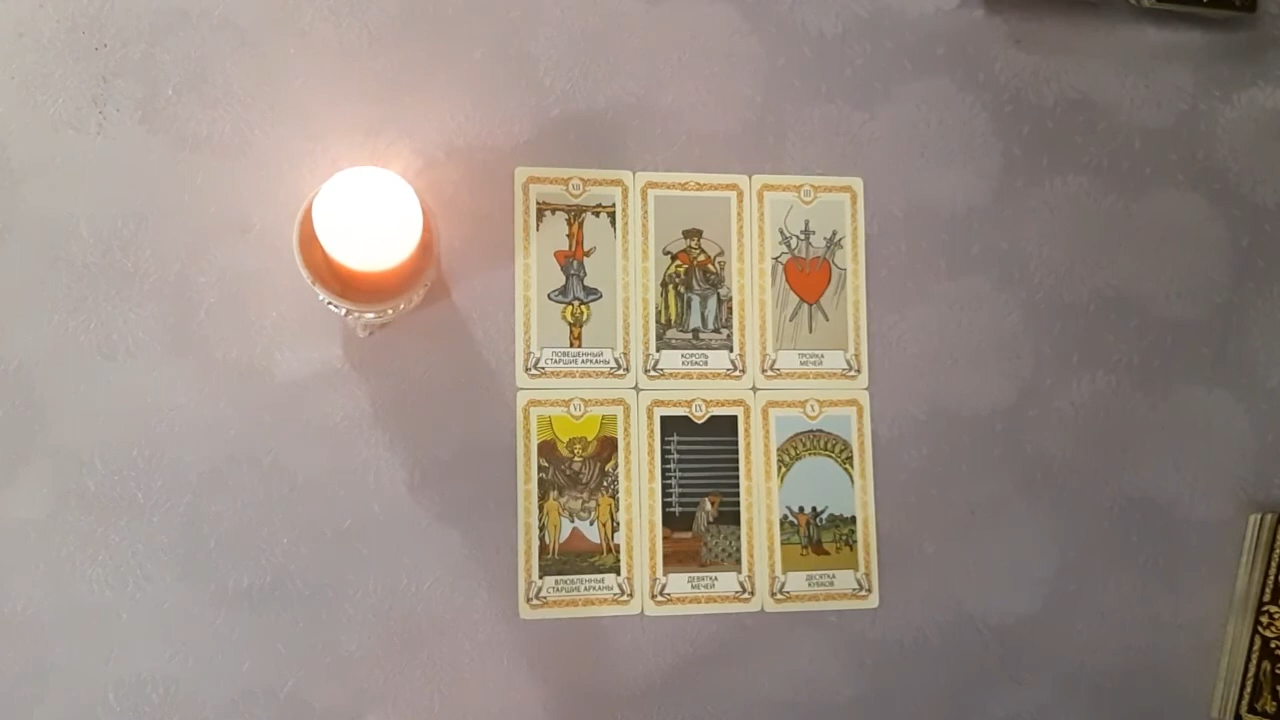 XII
ПОВЕШЕННЫЙ
СТАРШИЕ АРКАНЫ
КОРОЛЬ
КУБКОВ
III
ТРОЙКА
МЕЧЕЙ
VI
ВЛЮБЛЕННЫЕ
СТАРШИЕ АРКАНЫ
IX
ДЕВЯТКА
МЕЧЕЙ
X
ДЕСЯТКА
КУБКОВ